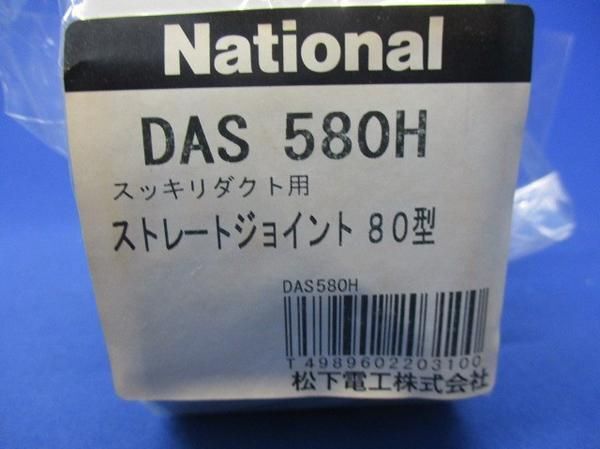 National
DAS 580H
スッキリダクト用
ストレートジョイント 80型
DAS580H
T4989602203100
松下電工株式会社